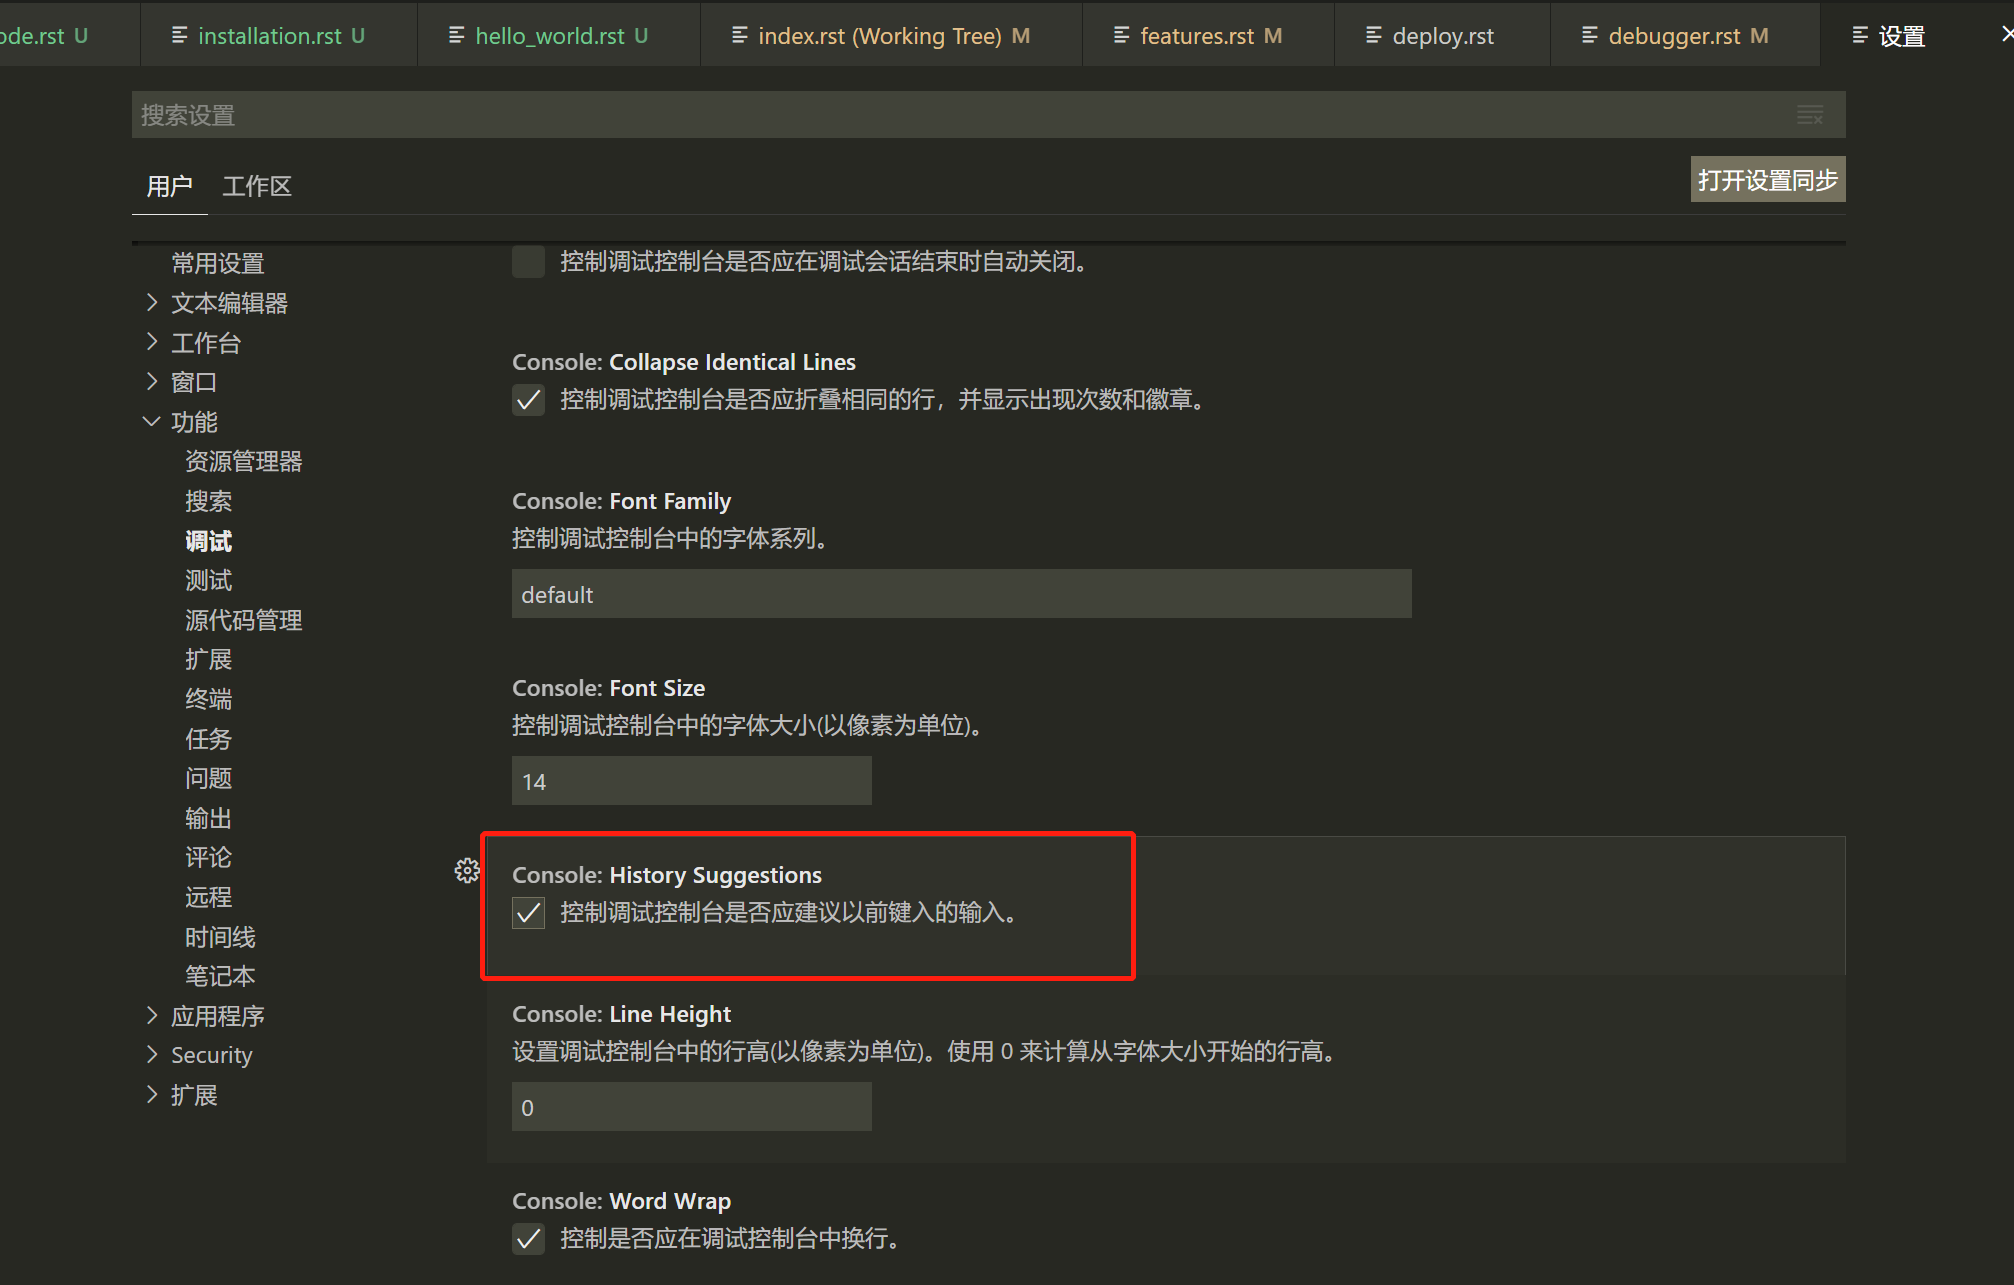 ode.rst U
installation.rst U
hello_world.rst U
index.rst (Working Tree) M
features.rst M
deploy.rst
debugger.rst M
设置
搜索设置
用户 工作区
打开设置同步
常用设置
文本编辑器
工作台
窗口
功能
资源管理器
搜索
调试
测试
源代码管理
扩展
终端
任务
问题
输出
评论
远程
时间线
笔记本
应用程序
Security
扩展
控制调试控制台是否应在调试会话结束时自动关闭。
Console: Collapse Identical Lines
控制调试控制台是否应折叠相同的行，并显示出现次数和徽章。
Console: Font Family
控制调试控制台中的字体系列。
default
Console: Font Size
控制调试控制台中的字体大小(以像素为单位)。
14
Console: History Suggestions
控制调试控制台是否应建议以前键入的输入。
Console: Line Height
设置调试控制台中的行高(以像素为单位)。使用 0 来计算从字体大小开始的行高。
0
Console: Word Wrap
控制是否应在调试控制台中换行。